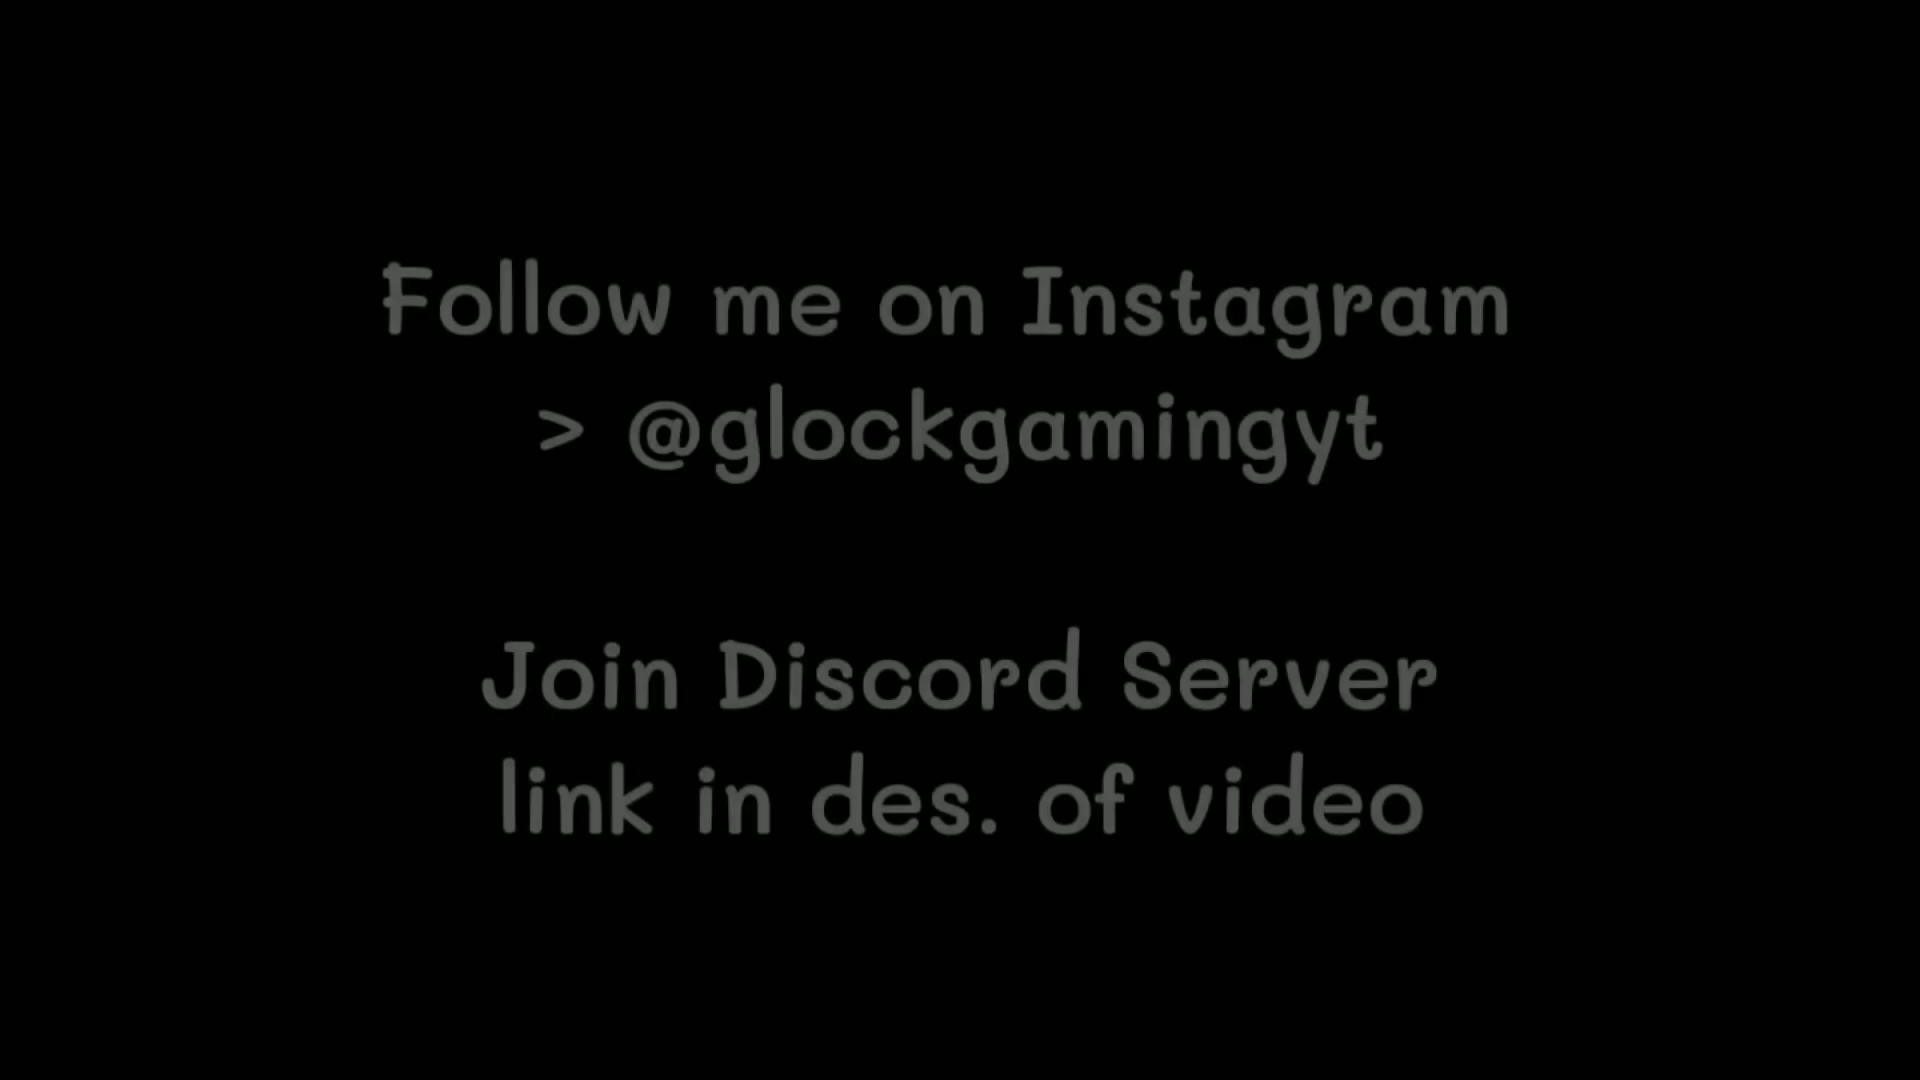 Follow me on Instagram
> @glockgamingyt
Join Discord Server
link in des. of video